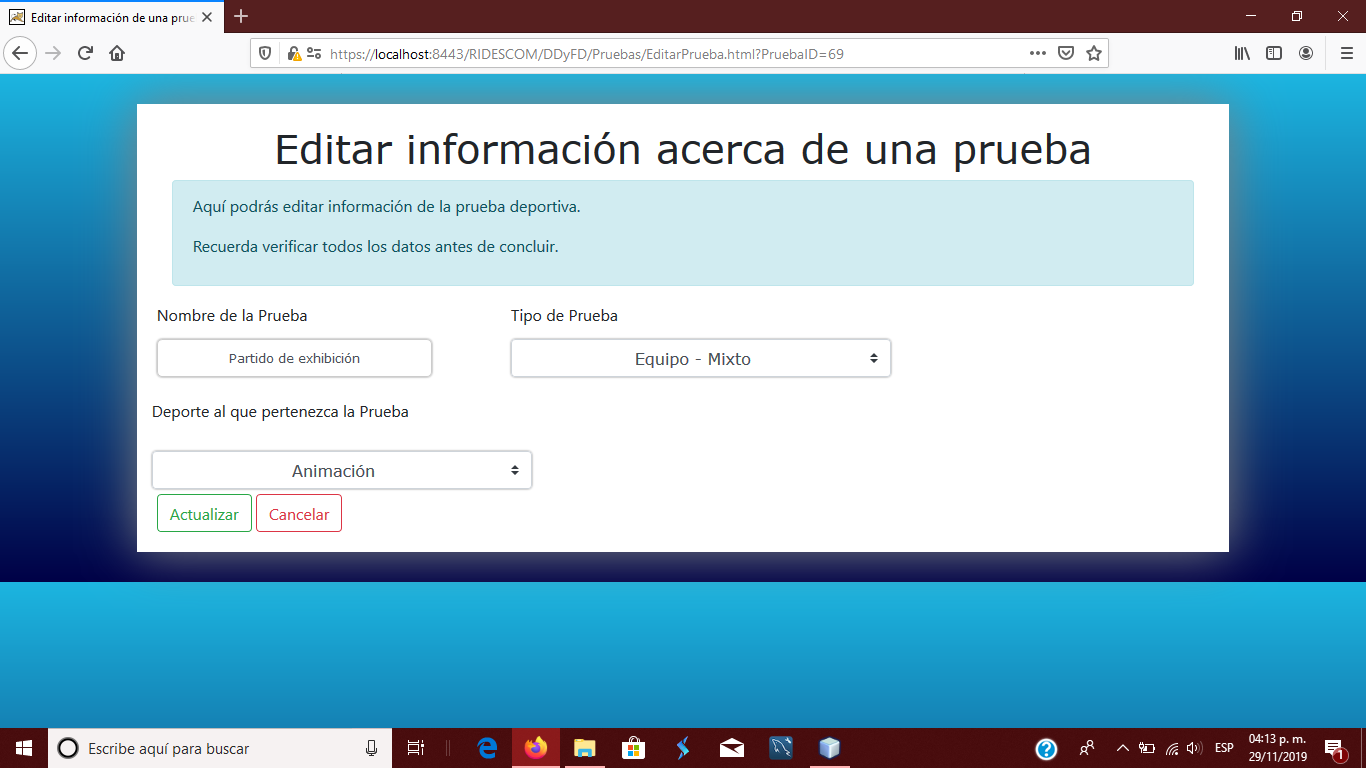 Editar información de una prue
https://localhost:8443/RIDESCOM/DDyFD/Pruebas/EditarPrueba.html?PruebaID=69
Editar información acerca de una prueba
Aquí podrás editar información de la prueba deportiva.
Recuerda verificar todos los datos antes de concluir.
Nombre de la Prueba
Tipo de Prueba
Partido de exhibición
Equipo - Mixto
Deporte al que pertenezca la Prueba
Animación
Actualizar
Cancelar
Escribe aquí para buscar
ESP
04:13 p. m.
29/11/2019
1